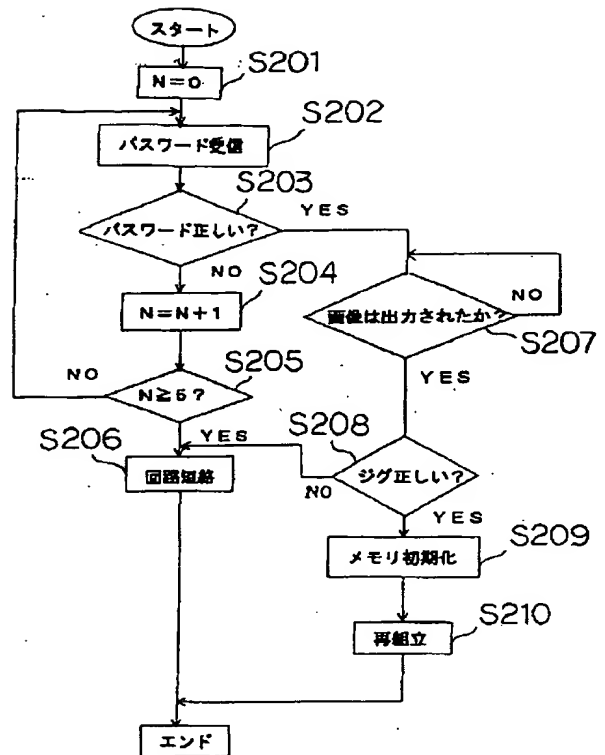 スタート
S201
N=0
S202
パスワード受信
S203
パスワード正しい?
YES
NO
S204
N=N+1
画像は出力されたか?
NO
S207
S205
NO
N≧5?
YES
YES
S206
回路短絡
S208
ジグ正しい?
NO
YES
メモリ初期化
S209
再組立
S210
エンド